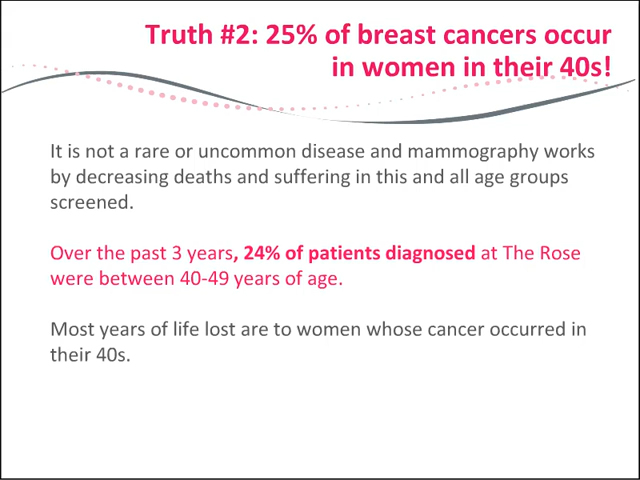 Truth #2: 25% of breast cancers occur
in women in their 40s!
It is not a rare or uncommon disease and mammography works
by decreasing deaths and suffering in this and all age groups
screened.
Over the past 3 years, 24% of patients diagnosed at The Rose
were between 40-49 years of age.
Most years of life lost are to women whose cancer occurred in
their 40s.